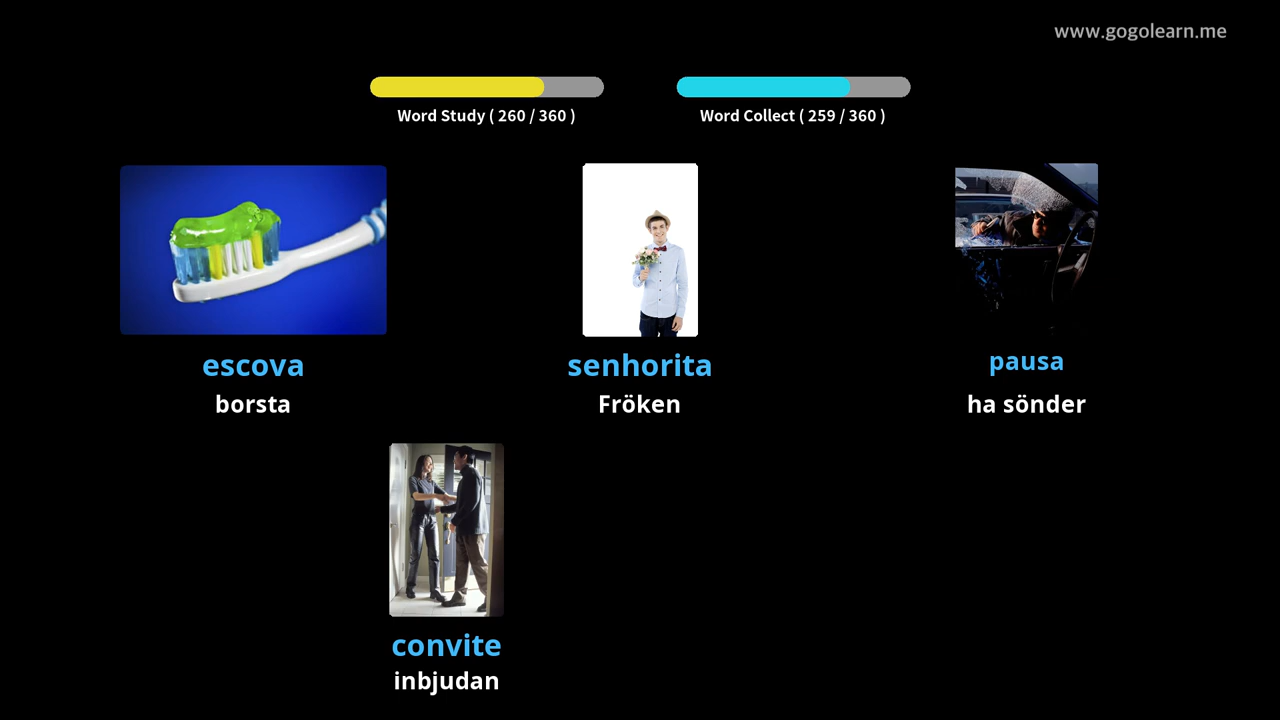 www.gogolearn.me
Word Study ( 260 / 360 )
Word Collect ( 259 / 360 )
escova
borsta
senhorita
Fröken
pausa
ha sönder
convite
inbjudan